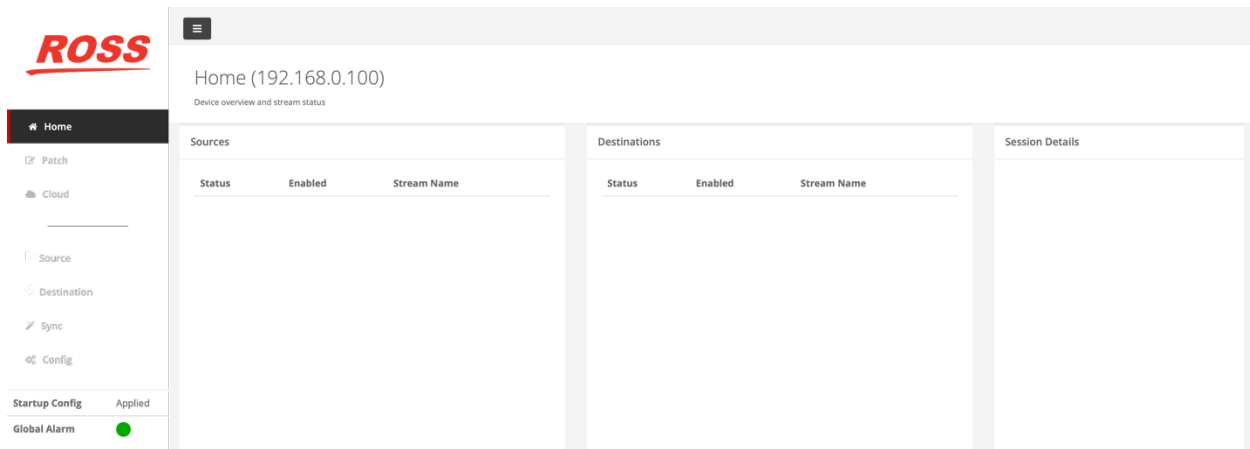 ROSS
Home
Patch
Cloud
Source
Destination
Sync
Config
Startup Config Applied
Global Alarm
Home (192.168.0.100)
Device overview and stream status
Sources
Status Enabled Stream Name
Destinations
Status Enabled Stream Name
Session Details